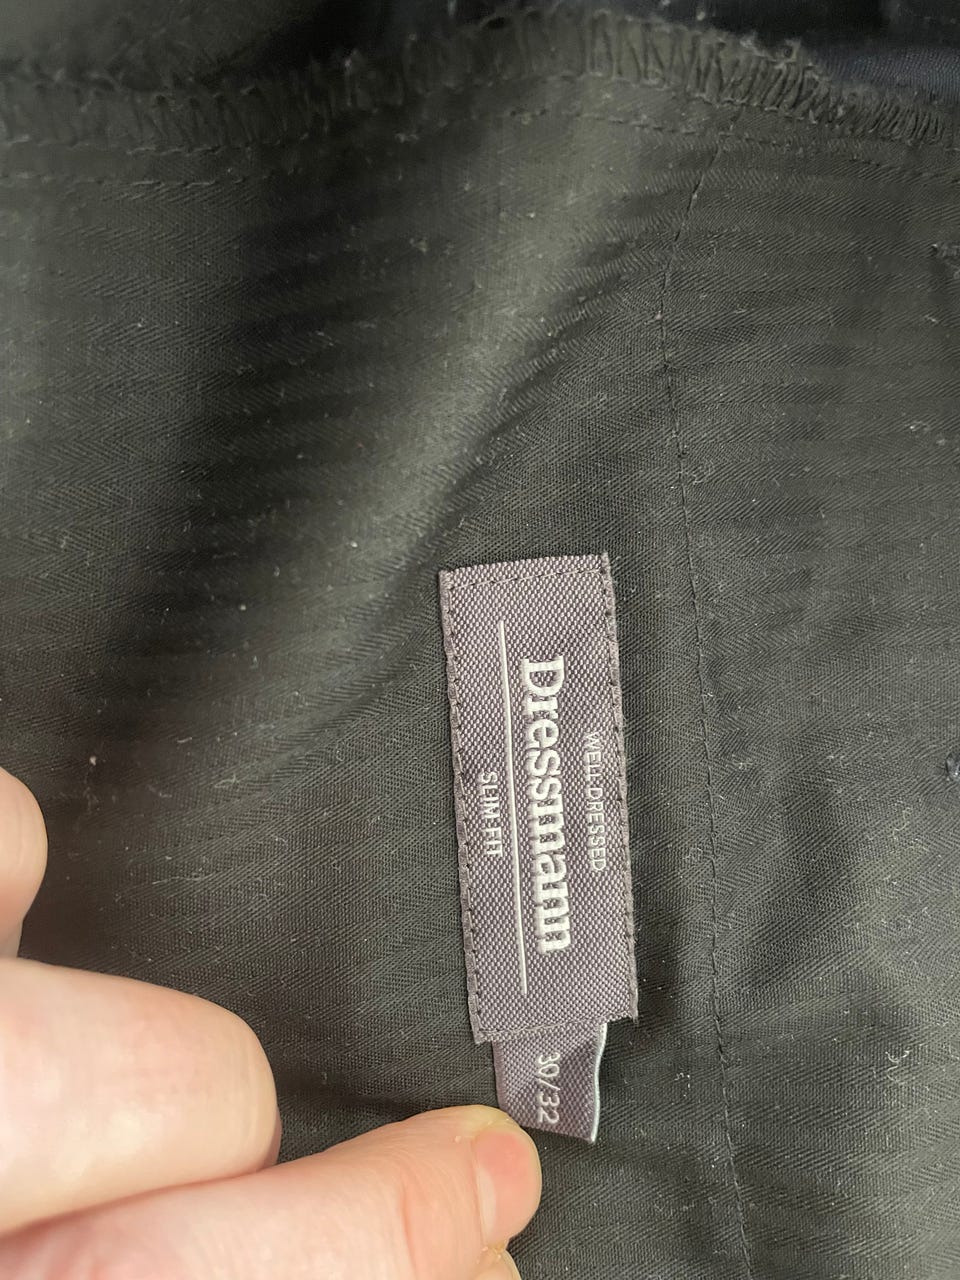 WELL DRESSED
Dressmann
SLIM FIT
30/32